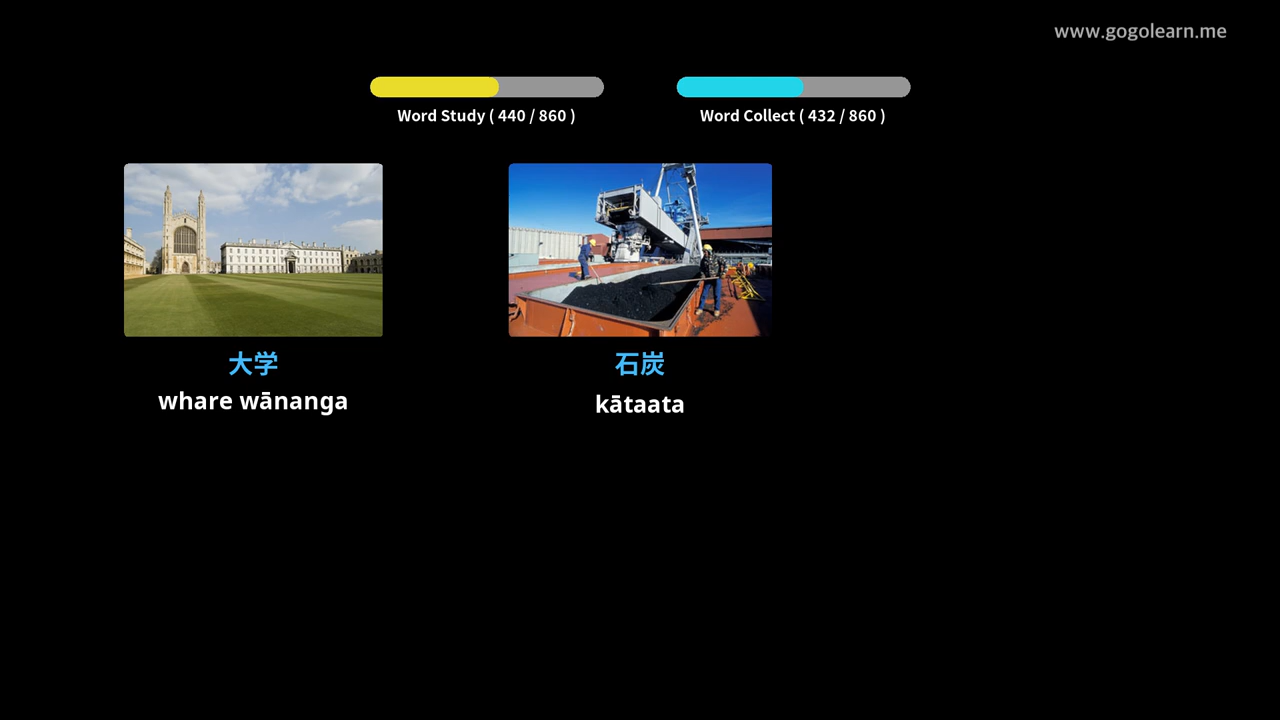 www.gogolearn.me
Word Study ( 440 / 860 )
Word Collect ( 432 / 860 )
大学
whare wānanga
石炭
kātaata